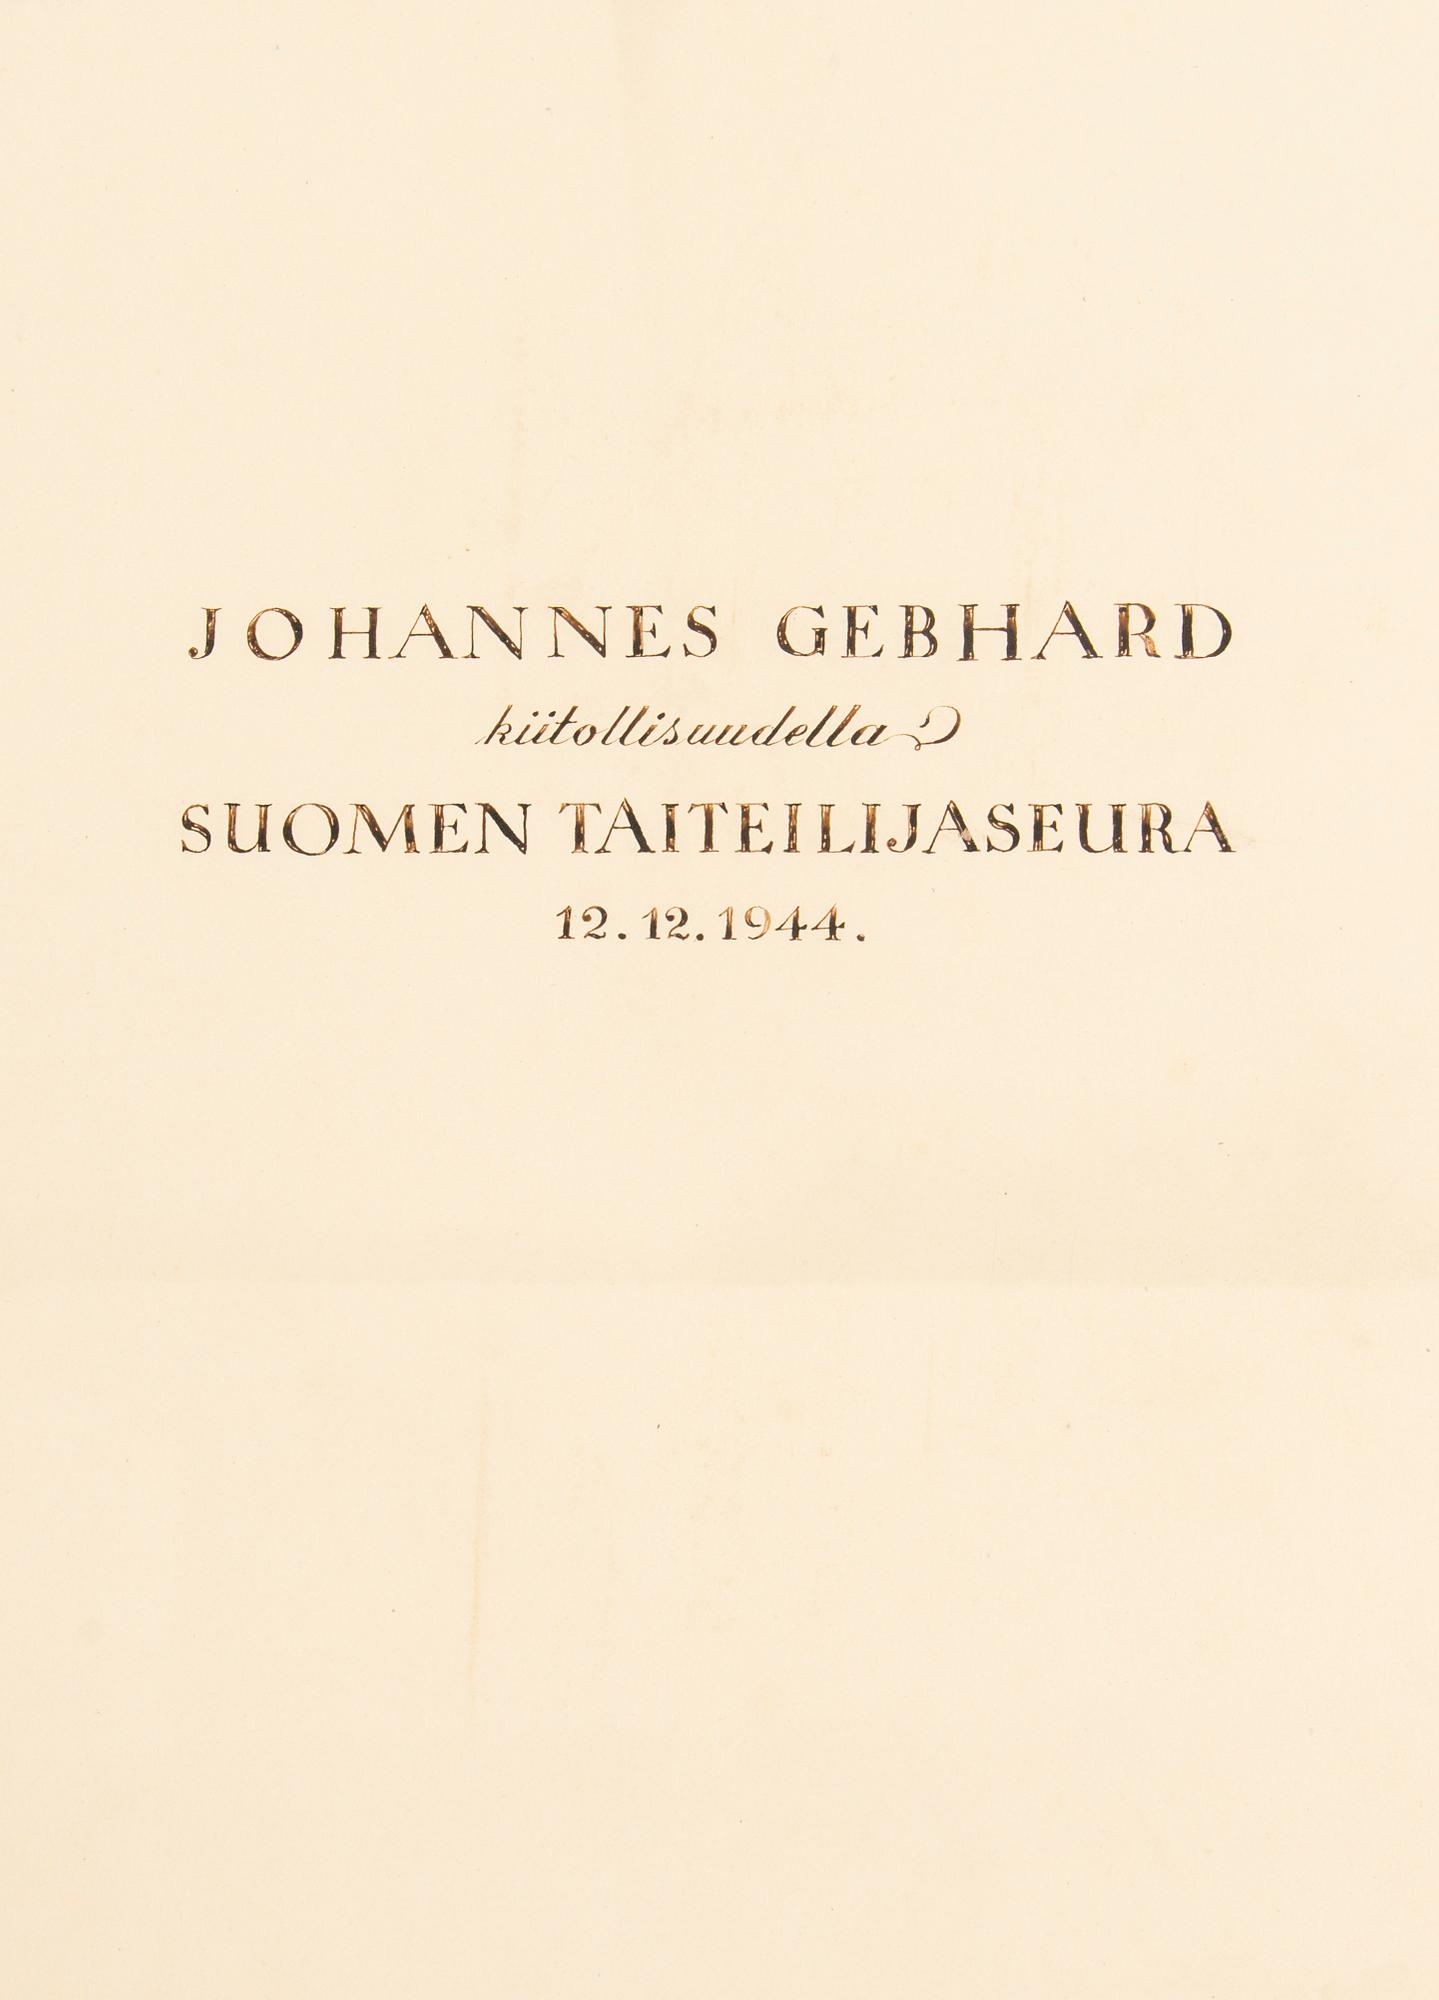 JOHANNES GEBHARD
kiitollisuudella
SUOMEN TAITEILIJASEURA
12.12.1944.